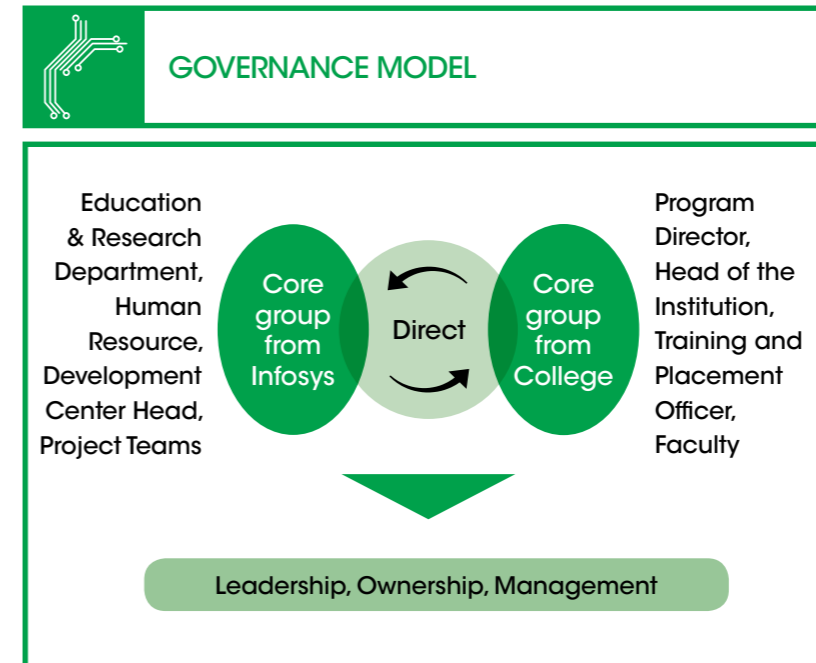 GOVERNANCE MODEL
Education
& Research
Department,
Human
Resource,
Development
Center Head,
Project Teams
Core
group
from
Infosys
Direct
Core
group
from
College
Program
Director,
Head of the
Institution,
Training and
Placement
Officer,
Faculty
Leadership, Ownership, Management